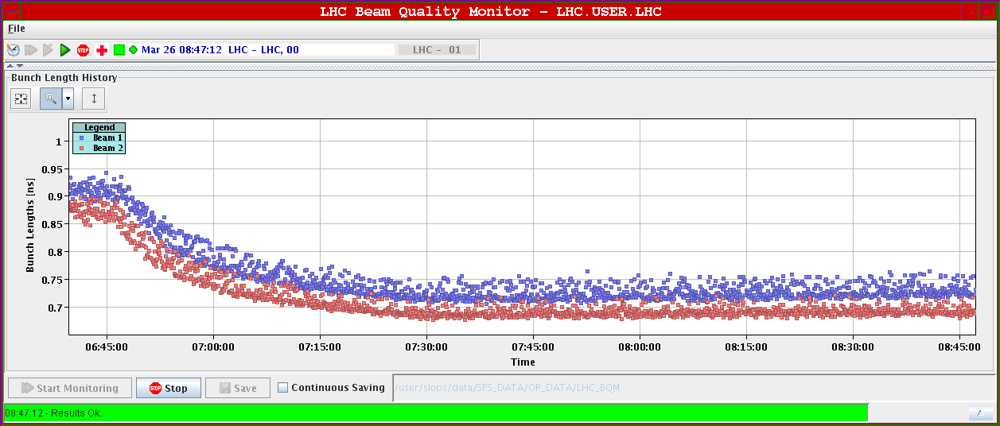 LHC Beam Quality Monitor - LHC.USER.LHC
File
STOP Mar 26 08:47:12 LHC - LHC, 00 LHC - 01
Bunch Length History
Legend
Beam 1
Beam 2
Bunch Lengths [ns]
1
0.95
0.9
0.85
0.8
0.75
0.7
06:45:00 07:00:00 07:15:00 07:30:00 07:45:00 08:00:00 08:15:00 08:30:00 08:45:00
Time
Start Monitoring STOP Stop Save Continuous Saving /user/slops/data/SPS_DATA/OP_DATA/LHC_BQM
08:47:12 - Results Ok.